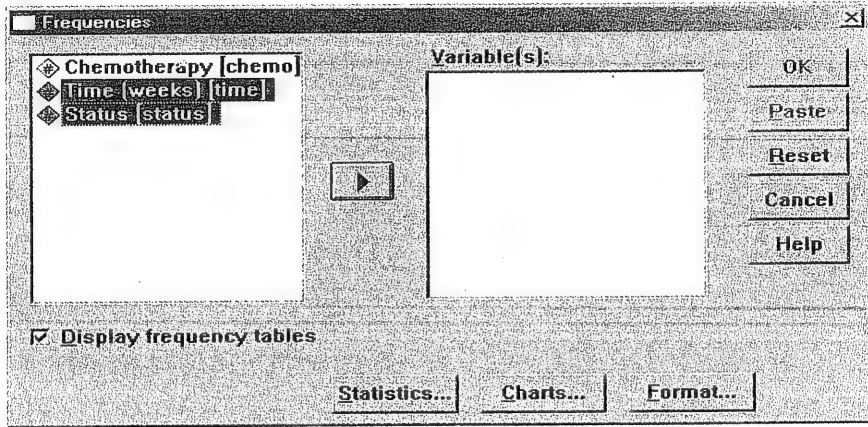 Frequencies
Chemotherapy [chemo]
Time (weeks) [time]
Status [status]
Variable(s):
OK
Paste
Reset
Cancel
Help
Display frequency tables
Statistics...
Charts...
Format...